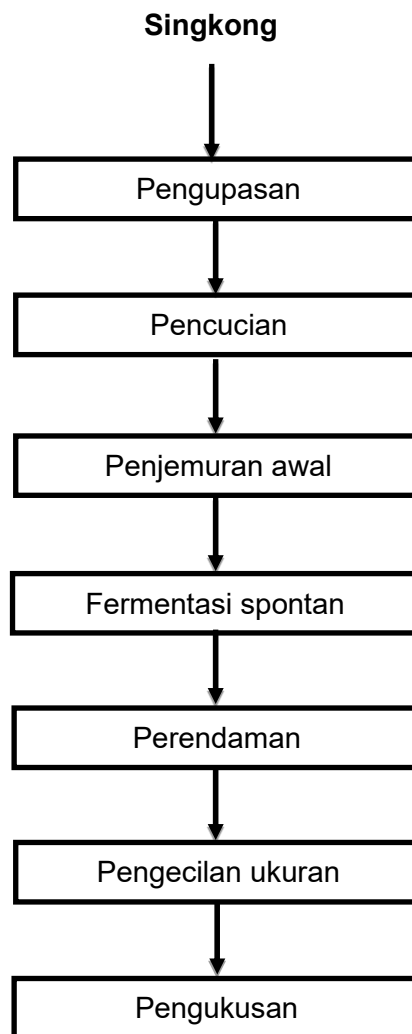 Singkong
Pengupasan
Pencucian
Penjemuran awal
Fermentasi spontan
Perendaman
Pengecilan ukuran
Pengukusan